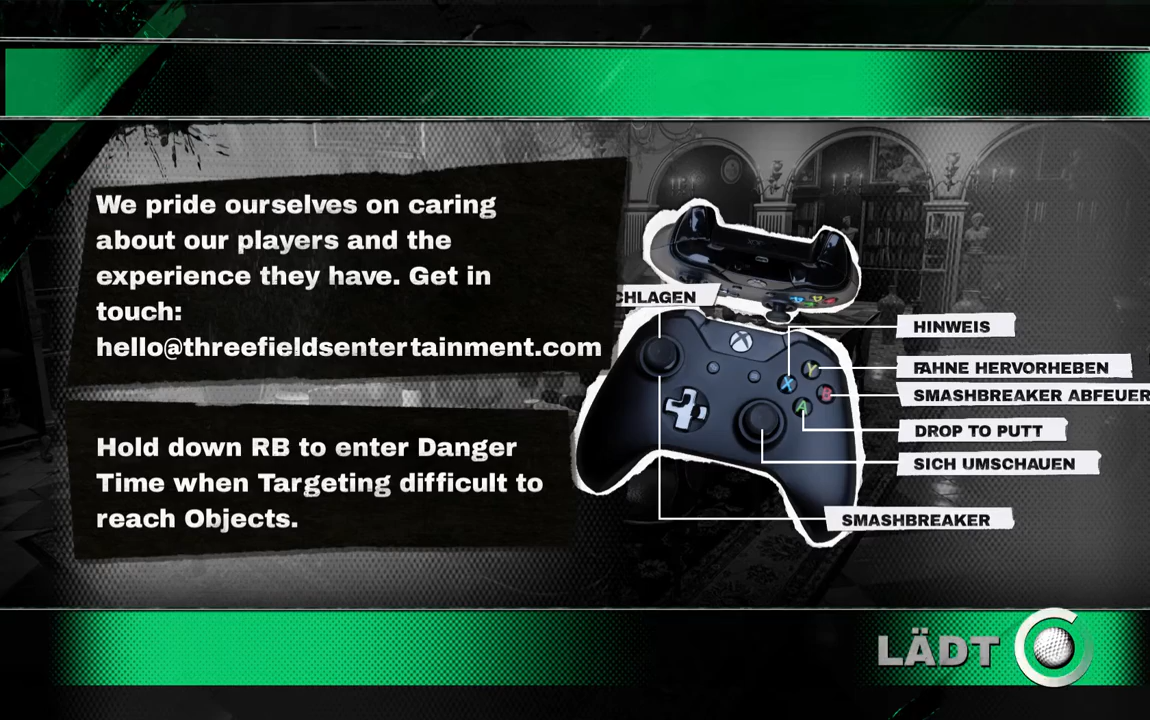 We pride ourselves on caring
about our players and the
experience they have. Get in
touch:
hello@threefieldsentertainment.com
Hold down RB to enter Danger
Time when Targeting difficult to
reach Objects.
CHLAGEN
HINWEIS
Y
FAHNE HERVORHEBEN
X
B
SMASHBREAKER ABFEUER
A
DROP TO PUTT
SICH UMSCHAUEN
SMASHBREAKER
LÄDT